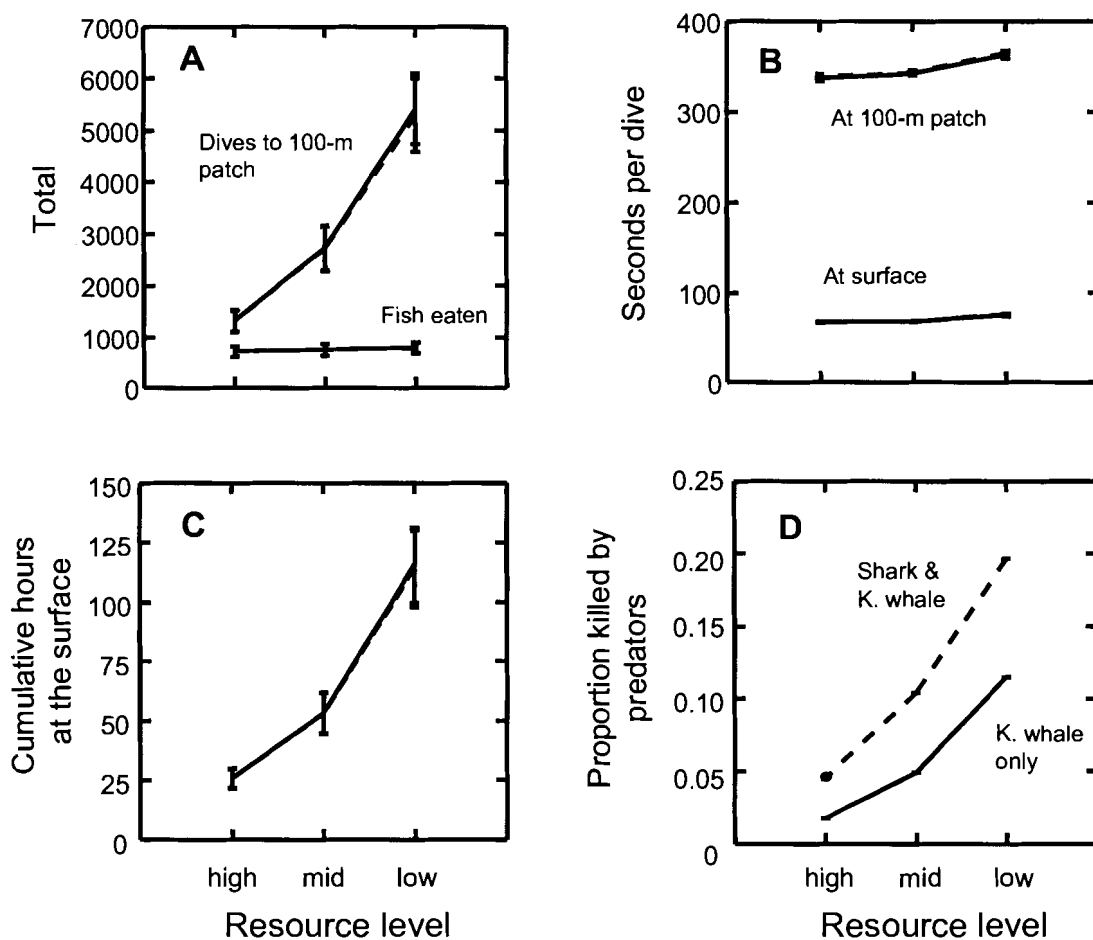 A
Total
7000
6000
5000
4000
3000
2000
1000
0
Dives to 100-m
patch
Fish eaten
B
Seconds per dive
400
300
200
100
0
At 100-m patch
At surface
C
Cumulative hours
at the surface
150
125
100
75
50
25
0
high mid low
Resource level
D
Proportion killed by
predators
0.25
0.20
0.15
0.10
0.05
0
Shark &
K. whale
K. whale
only
high mid low
Resource level